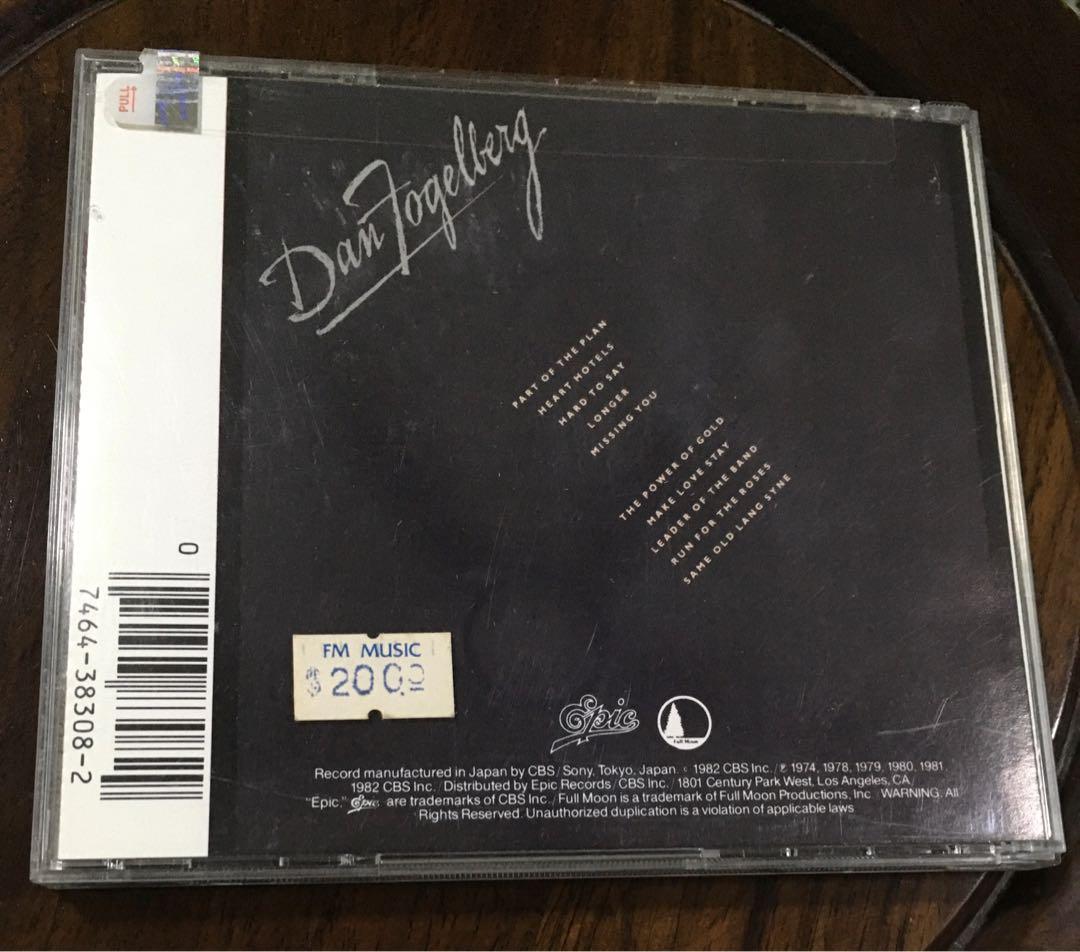 PULL
Dan Fogelberg
PART OF THE PLAN
HEART HOTELS
HARD TO SAY
LONGER
MISSING YOU
THE POWER OF GOLD
MAKE LOVE STAY
LEADER OF THE BAND
RUN FOR THE ROSES
SAME OLD LANG SYNE
0
7464-38308-2
FM MUSIC
$ 20.00
Epic
Full Moon
Record manufactured in Japan by CBS/Sony, Tokyo, Japan. © 1982 CBS Inc./℗ 1974, 1978, 1979, 1980, 1981,
1982 CBS Inc./Distributed by Epic Records/CBS Inc./1801 Century Park West, Los Angeles, CA/
"Epic," Epic are trademarks of CBS Inc./Full Moon is a trademark of Full Moon Productions, Inc. WARNING: All
Rights Reserved. Unauthorized duplication is a violation of applicable laws.